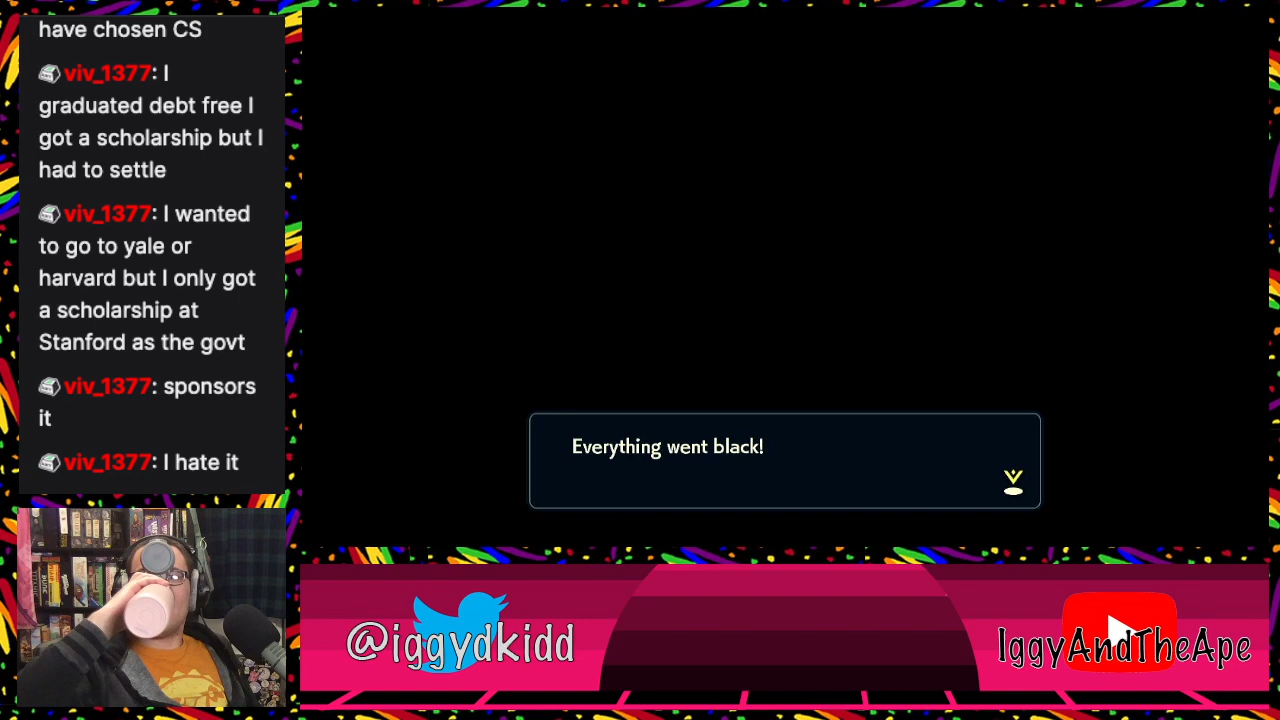 have chosen CS
viv_1377: I
graduated debt free I
got a scholarship but I
had to settle
viv_1377: I wanted
to go to yale or
harvard but I only got
a scholarship at
Stanford as the govt
viv_1377: sponsors
it
viv_1377: I hate it
Everything went black!
@iggydkidd
IggyAndTheApe